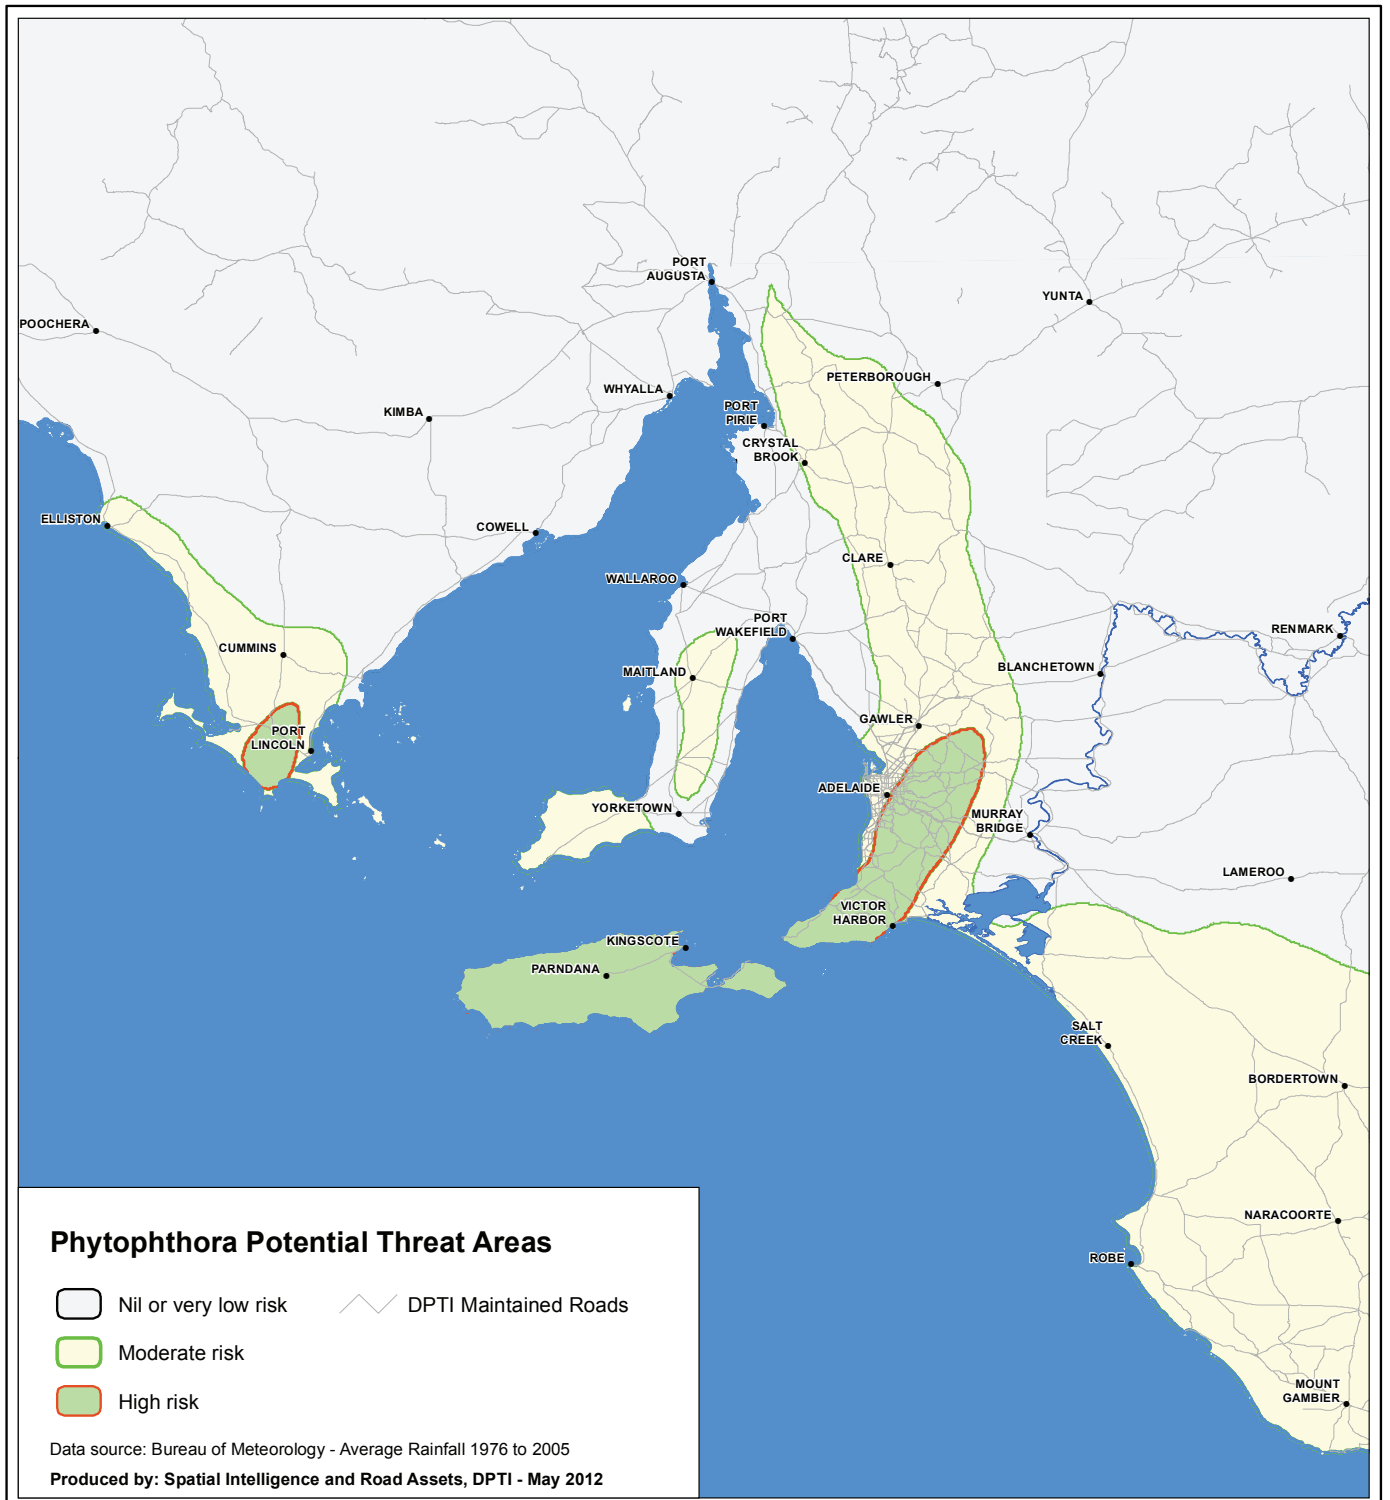 PORT
AUGUSTA
YUNTA
POOCHERA
PETERBOROUGH
WHYALLA
KIMBA
PORT
PIRIE
CRYSTAL
BROOK
ELLISTON
COWELL
CLARE
WALLAROO
PORT
WAKEFIELD
RENMARK
CUMMINS
BLANCHETOWN
MAITLAND
GAWLER
PORT
LINCOLN
ADELAIDE
YORKETOWN
MURRAY
BRIDGE
LAMEROO
VICTOR
HARBOR
KINGSCOTE
PARNDANA
SALT
CREEK
BORDERTOWN
NARACOORTE
ROBE
MOUNT
GAMBIER
Phytophthora Potential Threat Areas
Nil or very low risk
DPTI Maintained Roads
Moderate risk
High risk
Data source: Bureau of Meteorology - Average Rainfall 1976 to 2005
Produced by: Spatial Intelligence and Road Assets, DPTI - May 2012